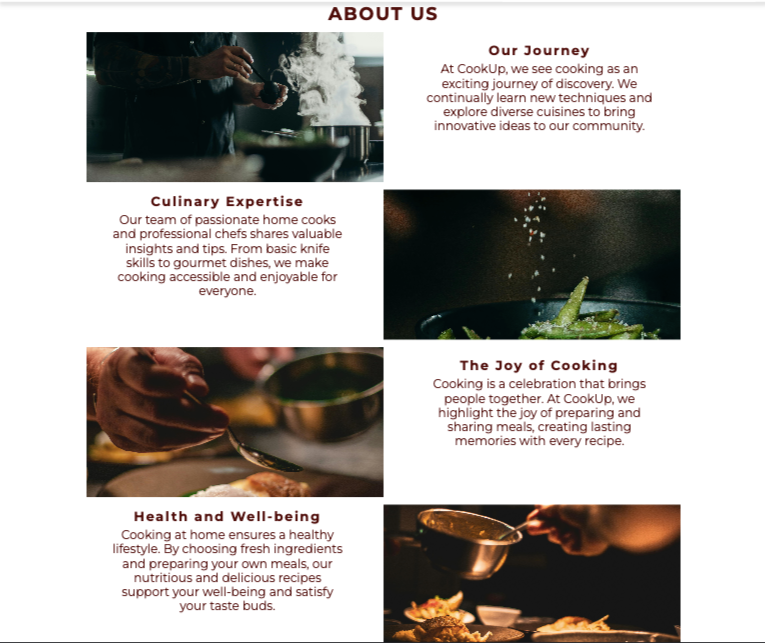 ABOUT US
Our Journey
At CookUp, we see cooking as an
exciting journey of discovery. We
continually learn new techniques and
explore diverse cuisines to bring
innovative ideas to our community.
Culinary Expertise
Our team of passionate home cooks
and professional chefs shares valuable
insights and tips. From basic knife
skills to gourmet dishes, we make
cooking accessible and enjoyable for
everyone.
The Joy of Cooking
Cooking is a celebration that brings
people together. At CookUp, we
highlight the joy of preparing and
sharing meals, creating lasting
memories with every recipe.
Health and Well-being
Cooking at home ensures a healthy
lifestyle. By choosing fresh ingredients
and preparing your own meals, our
nutritious and delicious recipes
support your well-being and satisfy
your taste buds.